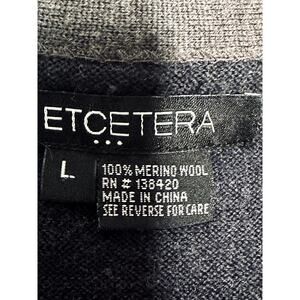 ETCETERA
L
100% MERINO WOOL
RN # 138420
MADE IN CHINA
SEE REVERSE FOR CARE